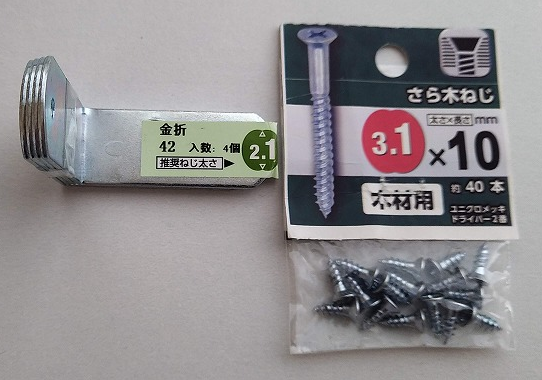 金折
42 入数: 4個
推奨ねじ太さ ▶
2.1
さら木ねじ
太さ×長さ mm
3.1×10
約40本
木材用
ユニクロメッキ
ドライバー2番